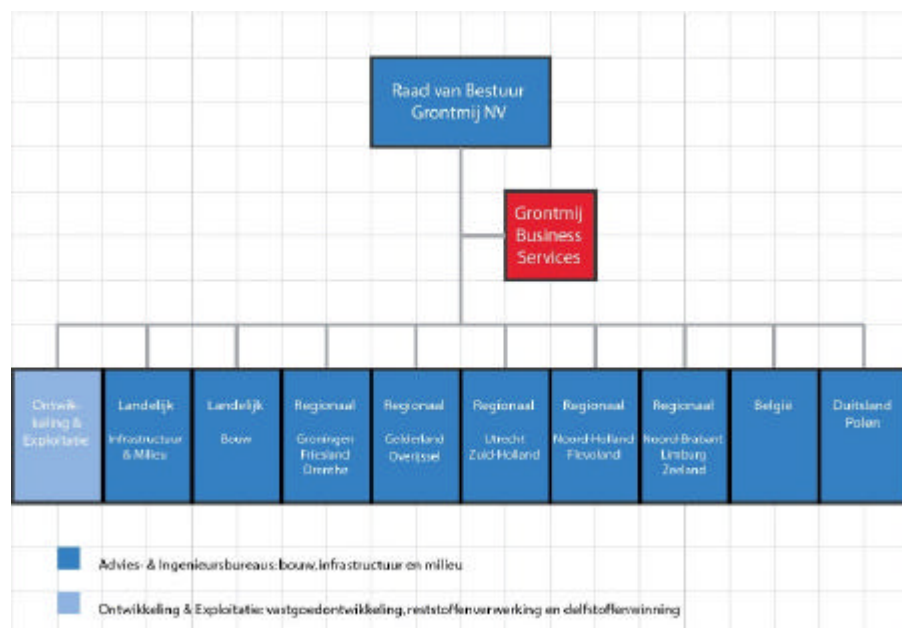 Raad van Bestuur
Grontmij NV
Grontmij
Business
Services
Ontwik-
keling &
Exploitatie
Landelijk
Infrastructuur
& Milieu
Landelijk
Bouw
Regionaal
Groningen
Friesland
Drenthe
Regionaal
Gelderland
Overijssel
Regionaal
Utrecht
Zuid-Holland
Regionaal
Noord-Holland
Flevoland
Regionaal
Noord-Brabant
Limburg
Zeeland
België
Duitsland
Polen
Advies- & Ingenieursbureaus: bouw, infrastructuur en milieu
Ontwikkeling & Exploitatie: vastgoedontwikkeling, reststoffenverwerking en delfstoffenwinning